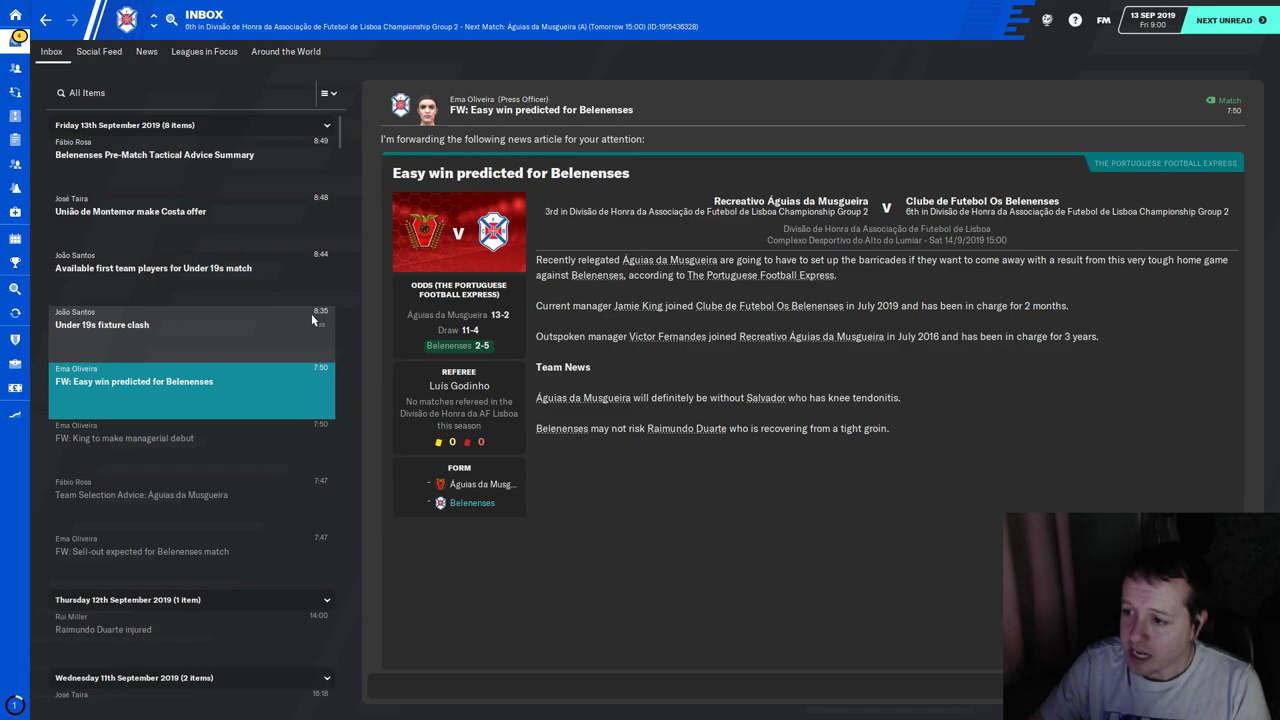 INBOX
6th in Divisão de Honra da Associação de Futebol de Lisboa Championship Group 2 - Next Match: Águias da Musgueira (A) (Tomorrow 15:00) (ID:1915436328)
FM
13 SEP 2019
Fri 9:00
NEXT UNREAD
4
Inbox
Social Feed
News
Leagues in Focus
Around the World
All Items
Friday 13th September 2019 (8 items)
Fábio Rosa 8:49
Belenenses Pre-Match Tactical Advice Summary
José Taira 8:48
União de Montemor make Costa offer
João Santos 8:44
Available first team players for Under 19s match
João Santos 8:35
Under 19s fixture clash
Ema Oliveira 7:50
FW: Easy win predicted for Belenenses
Ema Oliveira 7:50
FW: King to make managerial debut
Fábio Rosa 7:47
Team Selection Advice: Águias da Musgueira
Ema Oliveira 7:47
FW: Sell-out expected for Belenenses match
Thursday 12th September 2019 (1 item)
Rui Miller 14:00
Raimundo Duarte injured
Wednesday 11th September 2019 (2 items)
José Taira 16:18
1
Ema Oliveira (Press Officer)
FW: Easy win predicted for Belenenses
Match
7:50
I'm forwarding the following news article for your attention:
THE PORTUGUESE FOOTBALL EXPRESS
Easy win predicted for Belenenses
V
Recreativo Águias da Musgueira
3rd in Divisão de Honra da Associação de Futebol de Lisboa Championship Group 2
V
Clube de Futebol Os Belenenses
6th in Divisão de Honra da Associação de Futebol de Lisboa Championship Group 2
Divisão de Honra da Associação de Futebol de Lisboa
Complexo Desportivo do Alto do Lumiar - Sat 14/9/2019 15:00
Recently relegated Águias da Musgueira are going to have to set up the barricades if they want to come away with a result from this very tough home game
against Belenenses, according to The Portuguese Football Express.
Current manager Jamie King joined Clube de Futebol Os Belenenses in July 2019 and has been in charge for 2 months.
Outspoken manager Victor Fernandes joined Recreativo Águias da Musgueira in July 2016 and has been in charge for 3 years.
Team News
Águias da Musgueira will definitely be without Salvador who has knee tendonitis.
Belenenses may not risk Raimundo Duarte who is recovering from a tight groin.
ODDS (THE PORTUGUESE
FOOTBALL EXPRESS)
Águias da Musgueira 13-2
Draw 11-4
Belenenses 2-5
REFEREE
Luís Godinho
No matches refereed in the
Divisão de Honra da AF Lisboa
this season
0 0
FORM
- Águias da Musg...
- Belenenses